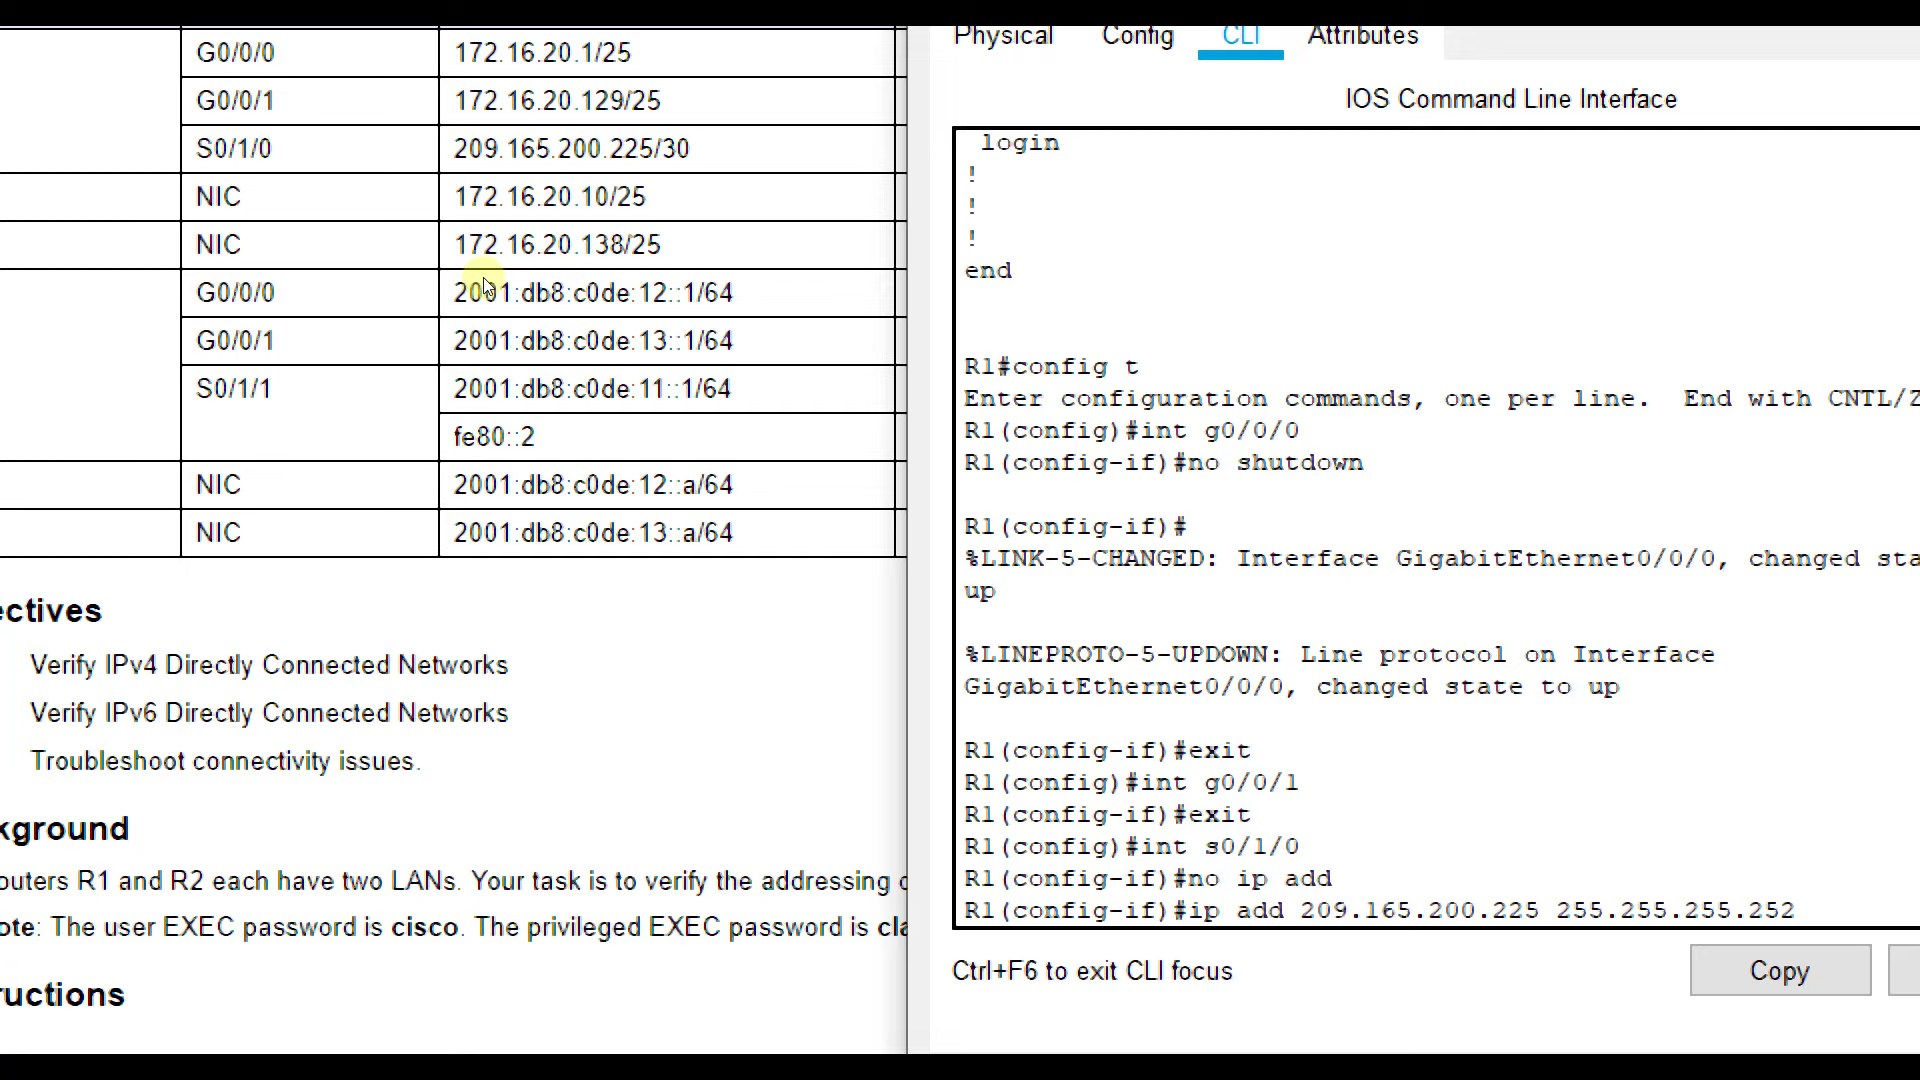 G0/0/0 172.16.20.1/25
G0/0/1 172.16.20.129/25
S0/1/0 209.165.200.225/30
NIC 172.16.20.10/25
NIC 172.16.20.138/25
G0/0/0 2001:db8:c0de:12::1/64
G0/0/1 2001:db8:c0de:13::1/64
S0/1/1 2001:db8:c0de:11::1/64
fe80::2
NIC 2001:db8:c0de:12::a/64
NIC 2001:db8:c0de:13::a/64
ectives
Verify IPv4 Directly Connected Networks
Verify IPv6 Directly Connected Networks
Troubleshoot connectivity issues.
kground
outers R1 and R2 each have two LANs. Your task is to verify the addressing
ote: The user EXEC password is cisco. The privileged EXEC password is cla
ructions
Physical Config CLI Attributes
IOS Command Line Interface
login
!
!
!
end
R1#config t
Enter configuration commands, one per line. End with CNTL/Z
R1(config)#int g0/0/0
R1(config-if)#no shutdown
R1(config-if)#
%LINK-5-CHANGED: Interface GigabitEthernet0/0/0, changed sta
up
%LINEPROTO-5-UPDOWN: Line protocol on Interface
GigabitEthernet0/0/0, changed state to up
R1(config-if)#exit
R1(config)#int g0/0/1
R1(config-if)#exit
R1(config)#int s0/1/0
R1(config-if)#no ip add
R1(config-if)#ip add 209.165.200.225 255.255.255.252
Ctrl+F6 to exit CLI focus
Copy